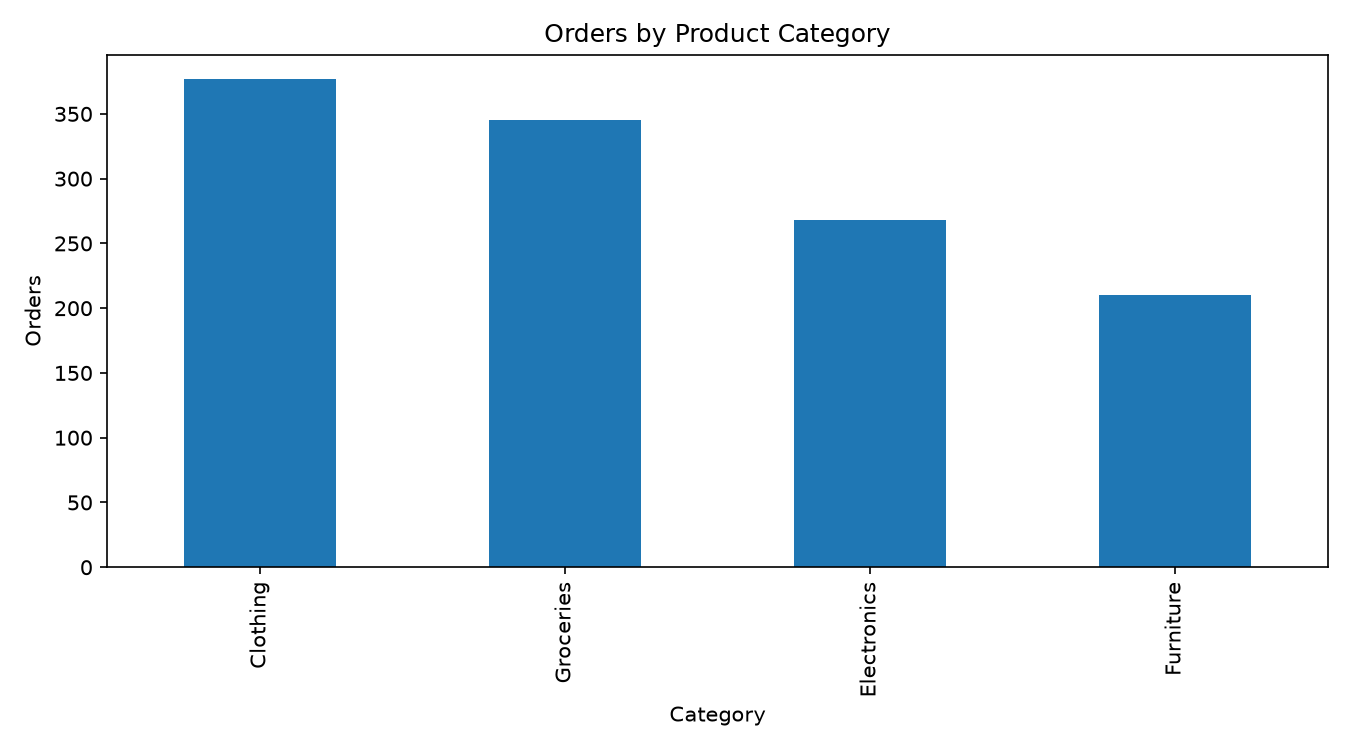 Orders by Product Category
Orders
350
300
250
200
150
100
50
0
Clothing
Groceries
Electronics
Furniture
Category